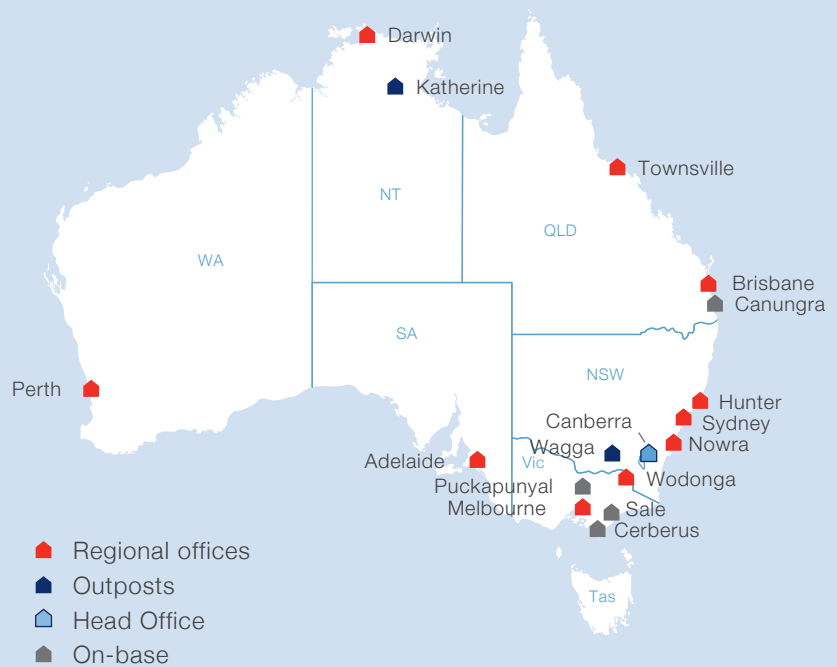 Darwin
Katherine
Townsville
NT
QLD
WA
Brisbane
Canungra
SA
NSW
Perth
Hunter
Canberra
Sydney
Wagga
Nowra
Adelaide
Vic
Wodonga
Puckapunyal
Melbourne
Sale
Cerberus
Regional offices
Outposts
Tas
Head Office
On-base